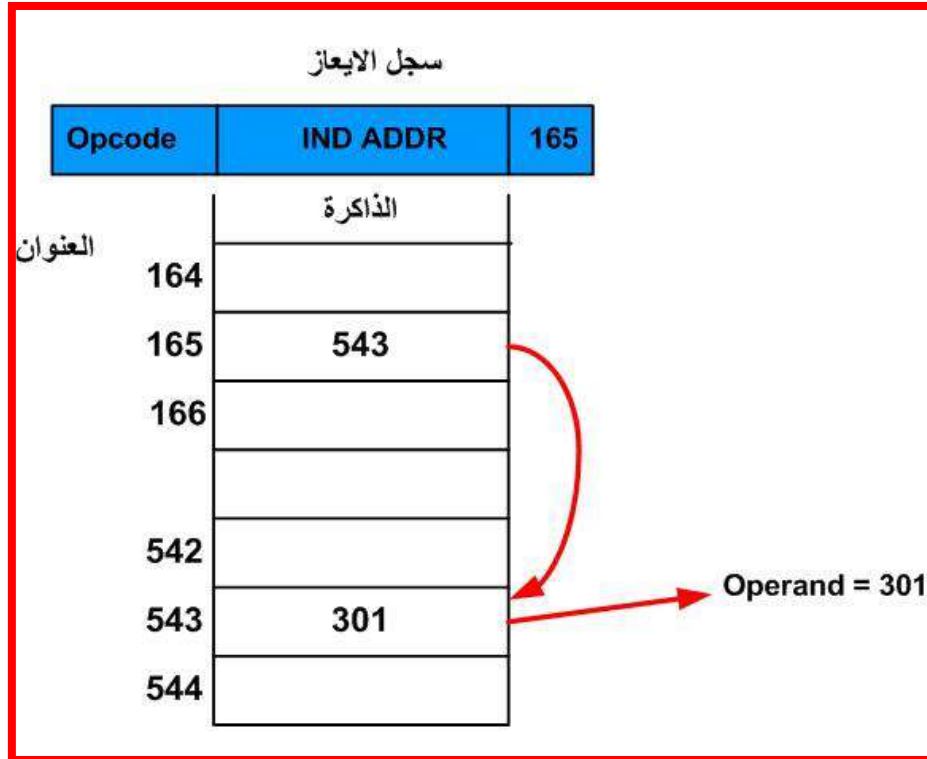 سجل الايعاز
Opcode IND ADDR 165
الذاكرة
العنوان
164
165 543
166
542
543 301
Operand = 301
544